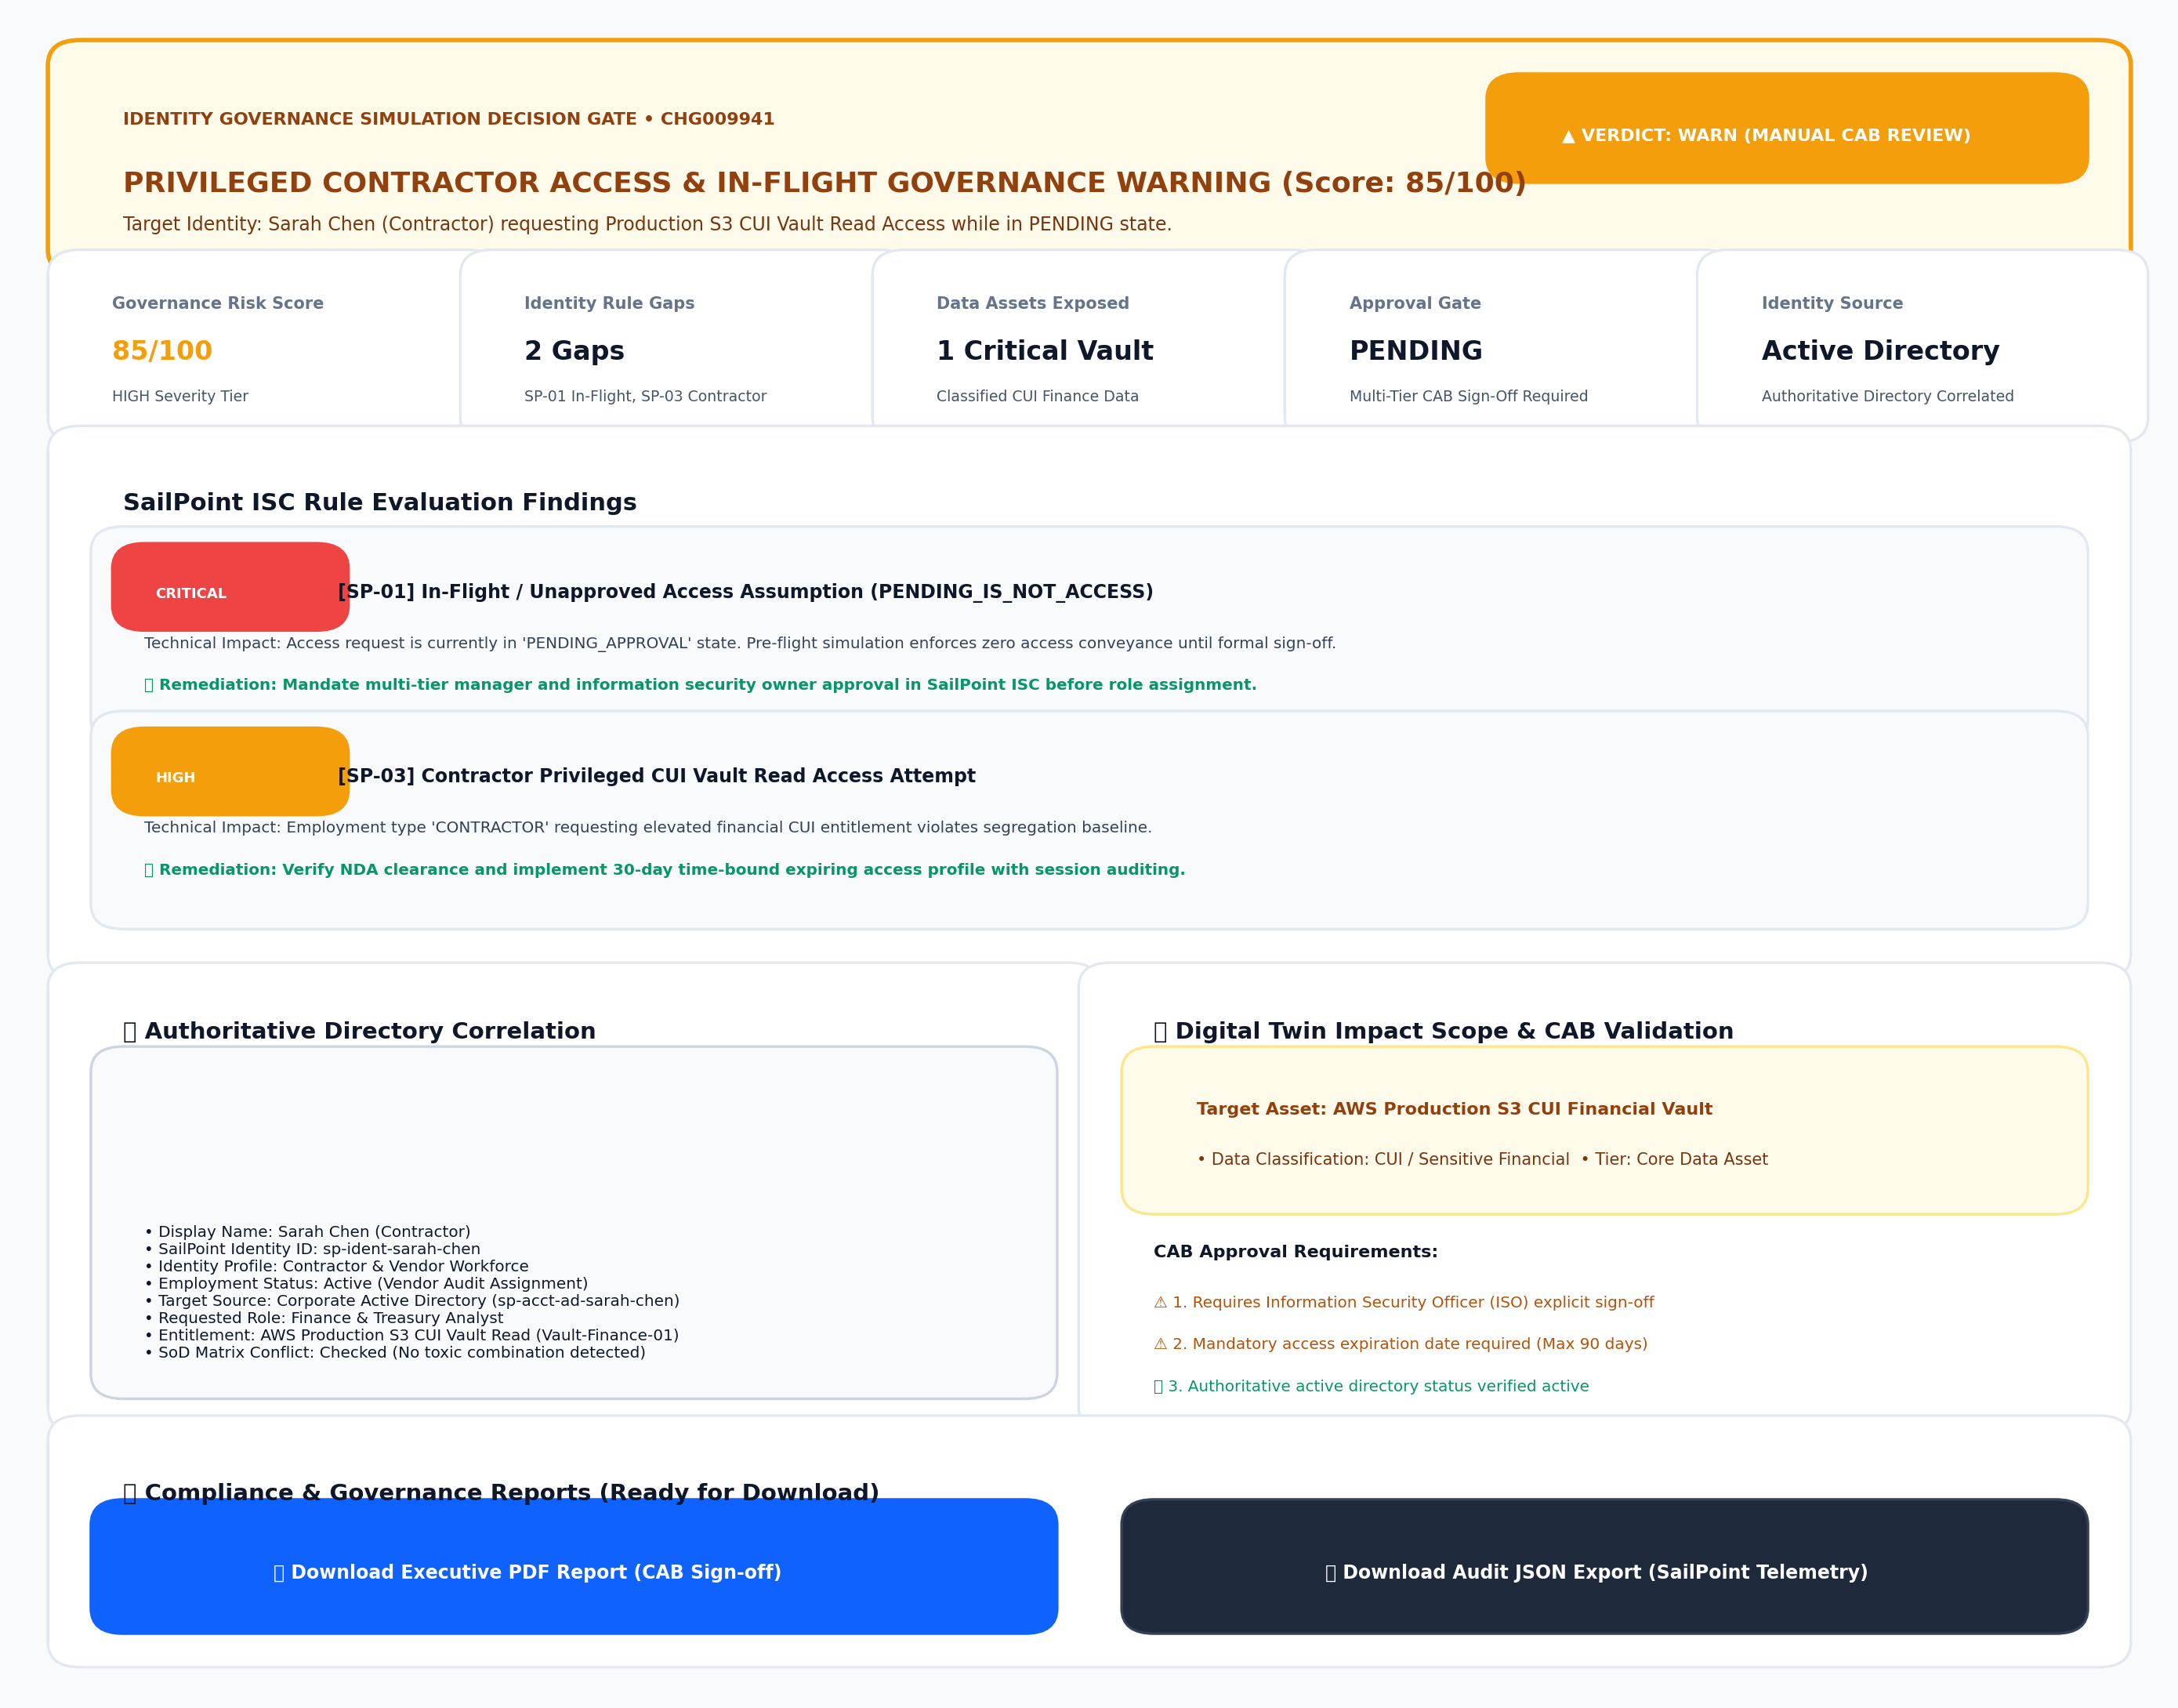 IDENTITY GOVERNANCE SIMULATION DECISION GATE • CHG009941
▲ VERDICT: WARN (MANUAL CAB REVIEW)
PRIVILEGED CONTRACTOR ACCESS & IN-FLIGHT GOVERNANCE WARNING (Score: 85/100)
Target Identity: Sarah Chen (Contractor) requesting Production S3 CUI Vault Read Access while in PENDING state.
Governance Risk Score
85/100
HIGH Severity Tier
Identity Rule Gaps
2 Gaps
SP-01 In-Flight, SP-03 Contractor
Data Assets Exposed
1 Critical Vault
Classified CUI Finance Data
Approval Gate
PENDING
Multi-Tier CAB Sign-Off Required
Identity Source
Active Directory
Authoritative Directory Correlated
SailPoint ISC Rule Evaluation Findings
CRITICAL [SP-01] In-Flight / Unapproved Access Assumption (PENDING_IS_NOT_ACCESS)
Technical Impact: Access request is currently in 'PENDING_APPROVAL' state. Pre-flight simulation enforces zero access conveyance until formal sign-off.
Remediation: Mandate multi-tier manager and information security owner approval in SailPoint ISC before role assignment.
HIGH [SP-03] Contractor Privileged CUI Vault Read Access Attempt
Technical Impact: Employment type 'CONTRACTOR' requesting elevated financial CUI entitlement violates segregation baseline.
Remediation: Verify NDA clearance and implement 30-day time-bound expiring access profile with session auditing.
Authoritative Directory Correlation
• Display Name: Sarah Chen (Contractor)
• SailPoint Identity ID: sp-ident-sarah-chen
• Identity Profile: Contractor & Vendor Workforce
• Employment Status: Active (Vendor Audit Assignment)
• Target Source: Corporate Active Directory (sp-acct-ad-sarah-chen)
• Requested Role: Finance & Treasury Analyst
• Entitlement: AWS Production S3 CUI Vault Read (Vault-Finance-01)
• SoD Matrix Conflict: Checked (No toxic combination detected)
Digital Twin Impact Scope & CAB Validation
Target Asset: AWS Production S3 CUI Financial Vault
• Data Classification: CUI / Sensitive Financial • Tier: Core Data Asset
CAB Approval Requirements:
⚠ 1. Requires Information Security Officer (ISO) explicit sign-off
⚠ 2. Mandatory access expiration date required (Max 90 days)
3. Authoritative active directory status verified active
Compliance & Governance Reports (Ready for Download)
Download Executive PDF Report (CAB Sign-off)
Download Audit JSON Export (SailPoint Telemetry)